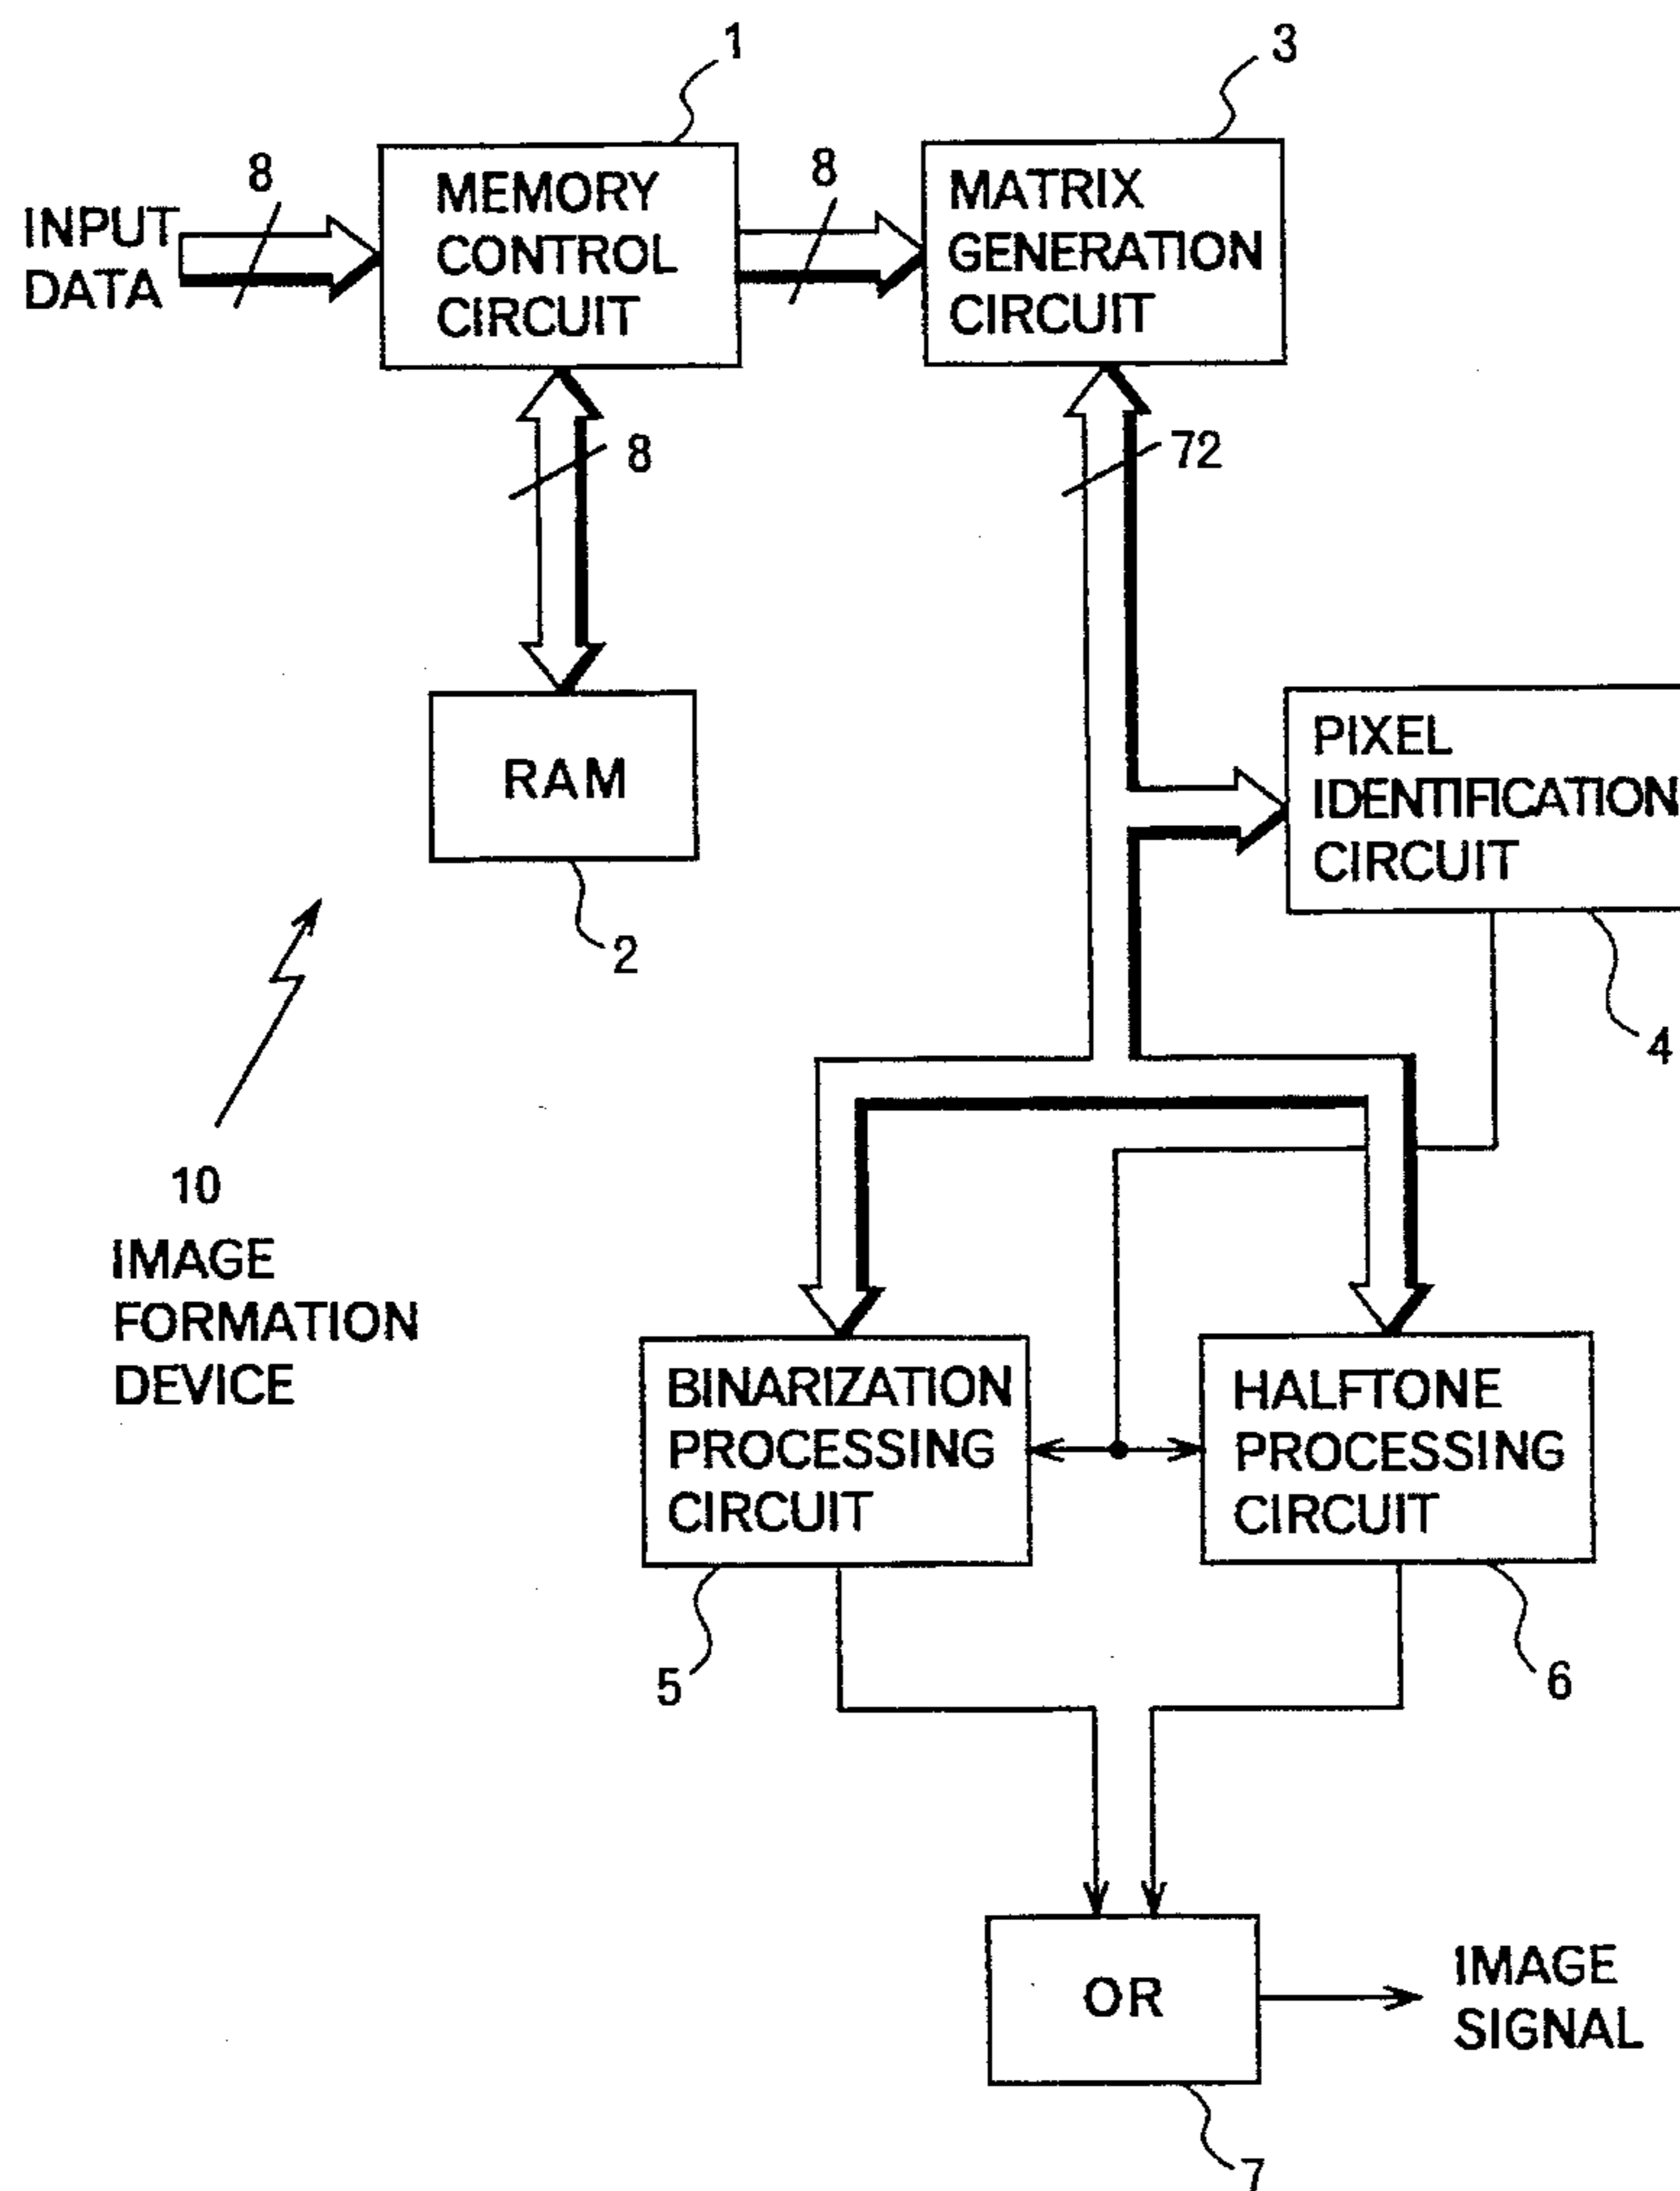 1
3
8
8
INPUT
DATA
MEMORY
CONTROL
CIRCUIT
MATRIX
GENERATION
CIRCUIT
8
72
RAM
PIXEL
IDENTIFICATION
CIRCUIT
2
4
10
IMAGE
FORMATION
DEVICE
BINARIZATION
PROCESSING
CIRCUIT
HALFTONE
PROCESSING
CIRCUIT
5
6
OR
IMAGE
SIGNAL
7